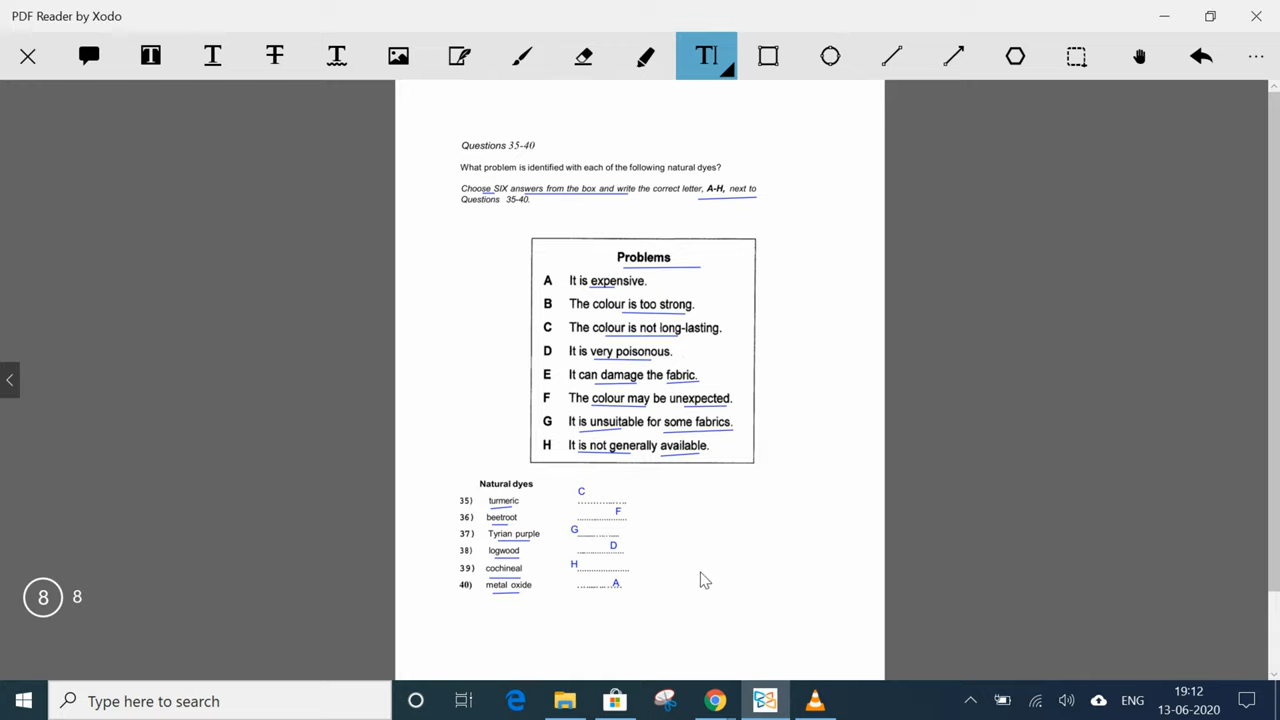 PDF Reader by Xodo
Questions 35-40
What problem is identified with each of the following natural dyes?
Choose SIX answers from the box and write the correct letter, A-H, next to
Questions 35-40.
Problems
A It is expensive.
B The colour is too strong.
C The colour is not long-lasting.
D It is very poisonous.
E It can damage the fabric.
F The colour may be unexpected.
G It is unsuitable for some fabrics.
H It is not generally available.
Natural dyes
35) turmeric C
36) beetroot F
37) Tyrian purple G
38) logwood D
39) cochineal H
40) metal oxide A
8 8
Type here to search
ENG
19:12
13-06-2020